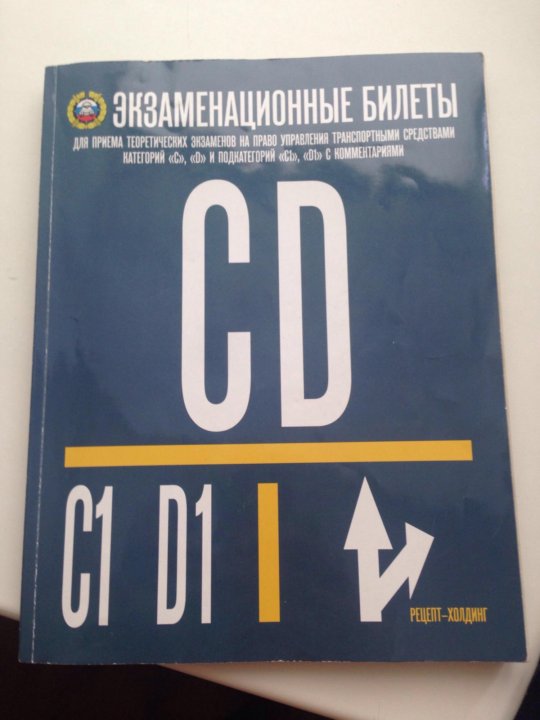 ЭКЗАМЕНАЦИОННЫЕ БИЛЕТЫ
ДЛЯ ПРИЕМА ТЕОРЕТИЧЕСКИХ ЭКЗАМЕНОВ НА ПРАВО УПРАВЛЕНИЯ ТРАНСПОРТНЫМИ СРЕДСТВАМИ
КАТЕГОРИЙ «C», «D» И ПОДКАТЕГОРИЙ «C1», «D1» С КОММЕНТАРИЯМИ
CD
C1 D1
РЕЦЕПТ-ХОЛДИНГ